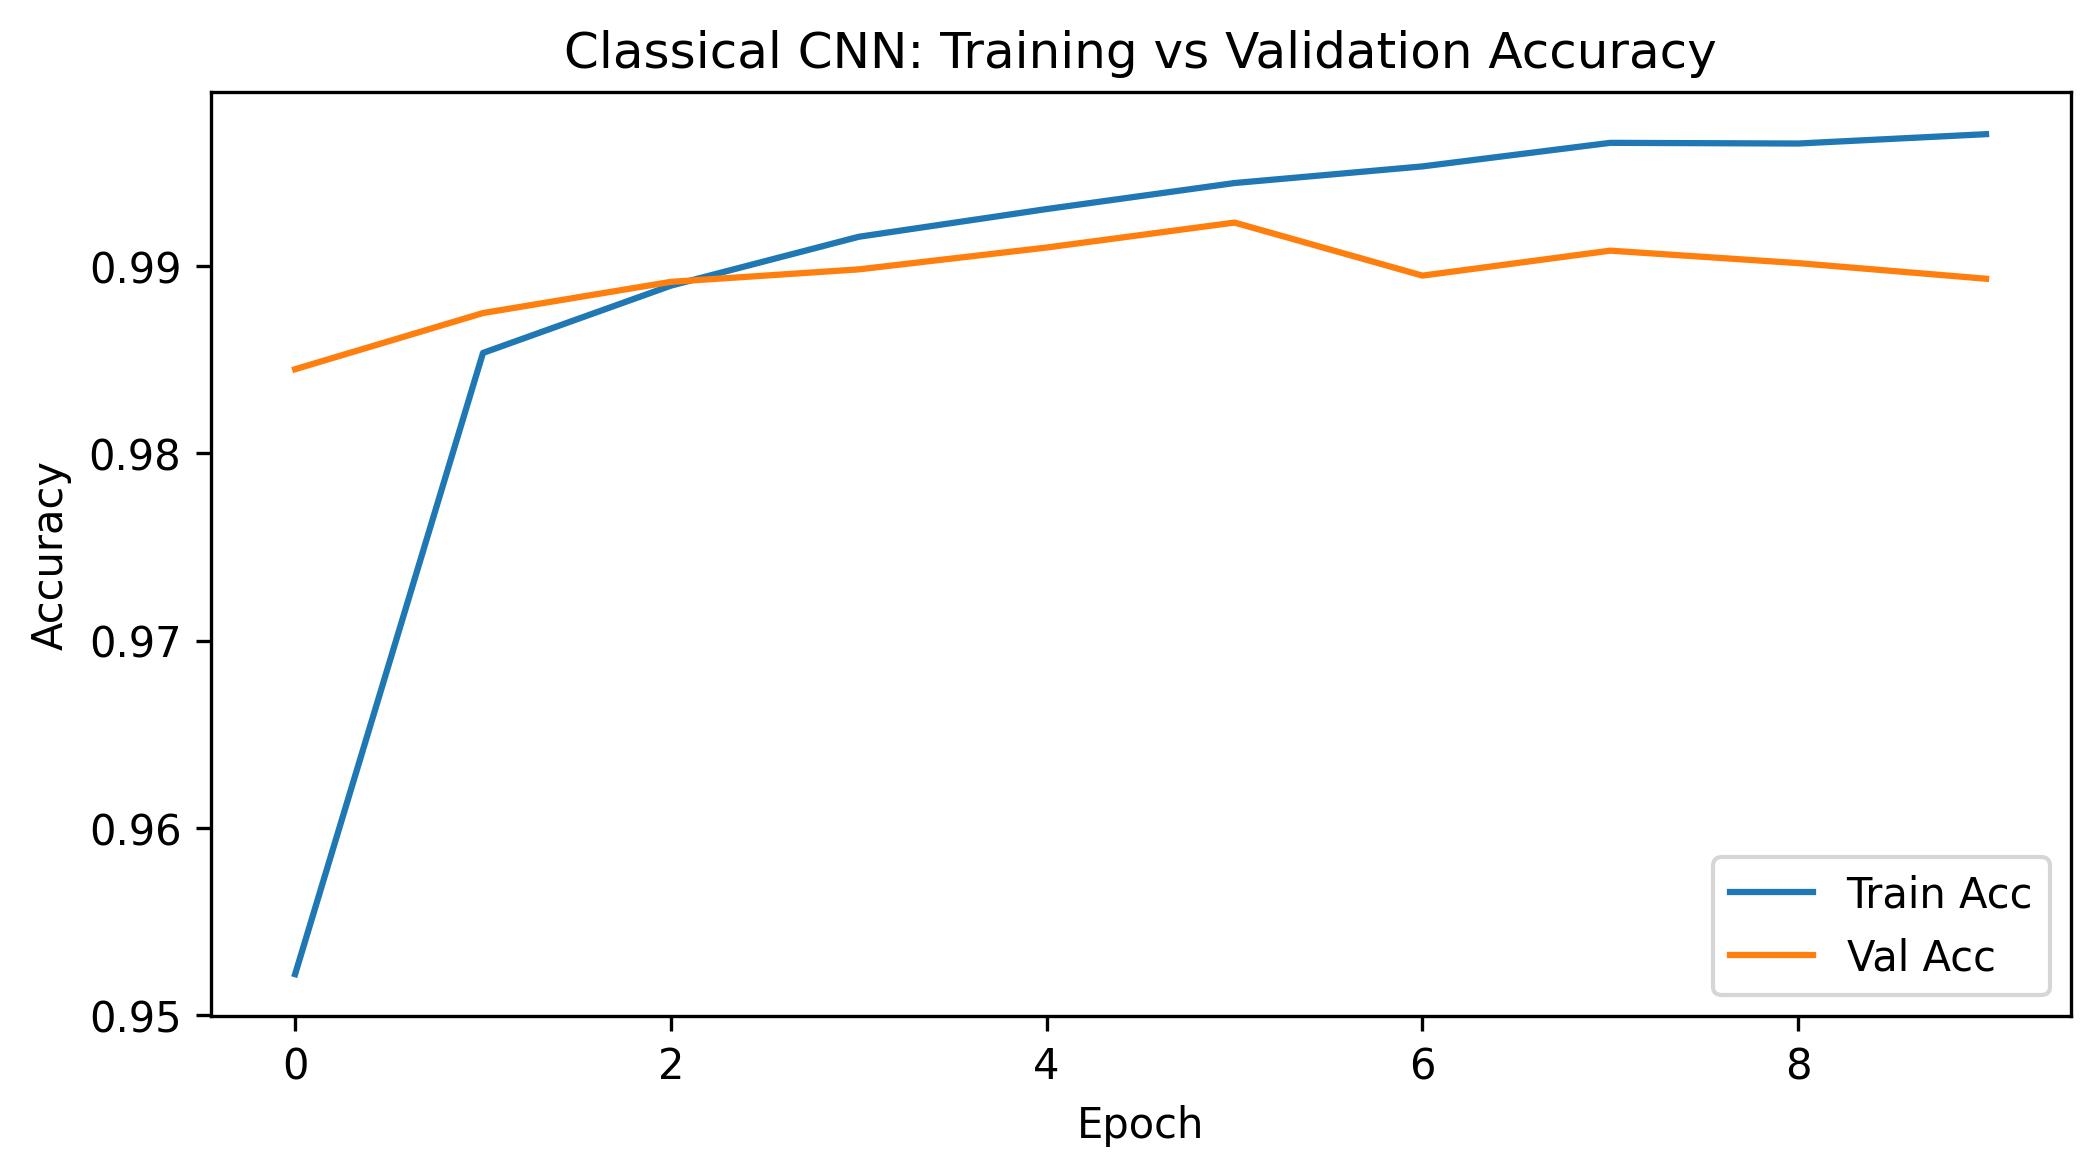 Classical CNN: Training vs Validation Accuracy
Accuracy
0.99
0.98
0.97
0.96
0.95
0
2
4
6
8
Epoch
Train Acc
Val Acc